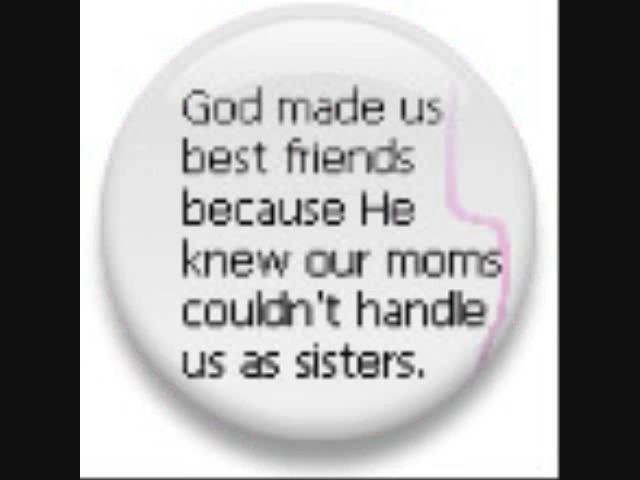 God made us
best friends
because He
knew our moms
couldn't handle
us as sisters.